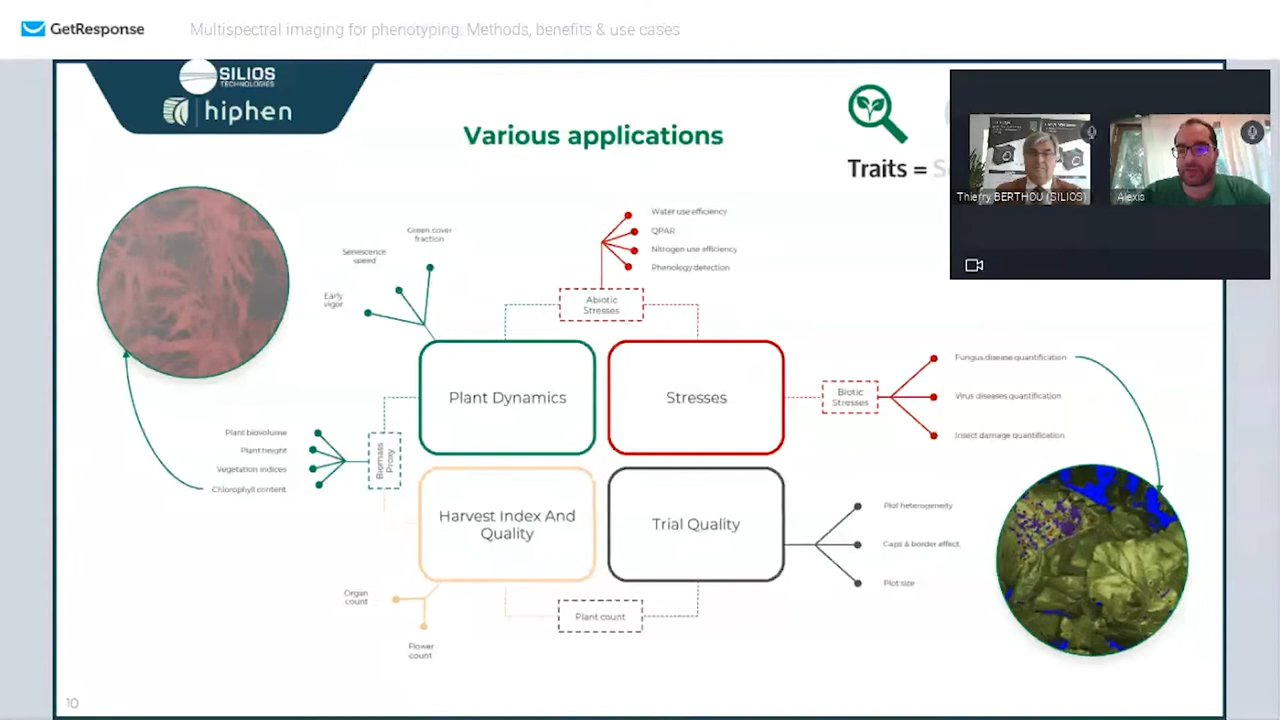 GetResponse
Multispectral imaging for phenotyping: Methods, benefits & use cases
SILIOS
TECHNOLOGIES
hiphen
Various applications
Traits =
Thierry BERTHOU (SILIOS)
Alexis
Green cover
fraction
Senescence
speed
Early
vigor
Water use efficiency
QPAR
Nitrogen use efficiency
Phenology detection
Abiotic
Stresses
Plant Dynamics
Stresses
Biotic
Stresses
Fungus disease quantification
Virus diseases quantification
Insect damage quantification
Plant biovolume
Plant height
Vegetation indices
Chlorophyll content
Biomass
Proxy
Harvest Index And
Quality
Trial Quality
Plot heterogeneity
Gaps & border effect
Plot size
Organ
count
Flower
count
Plant count
10